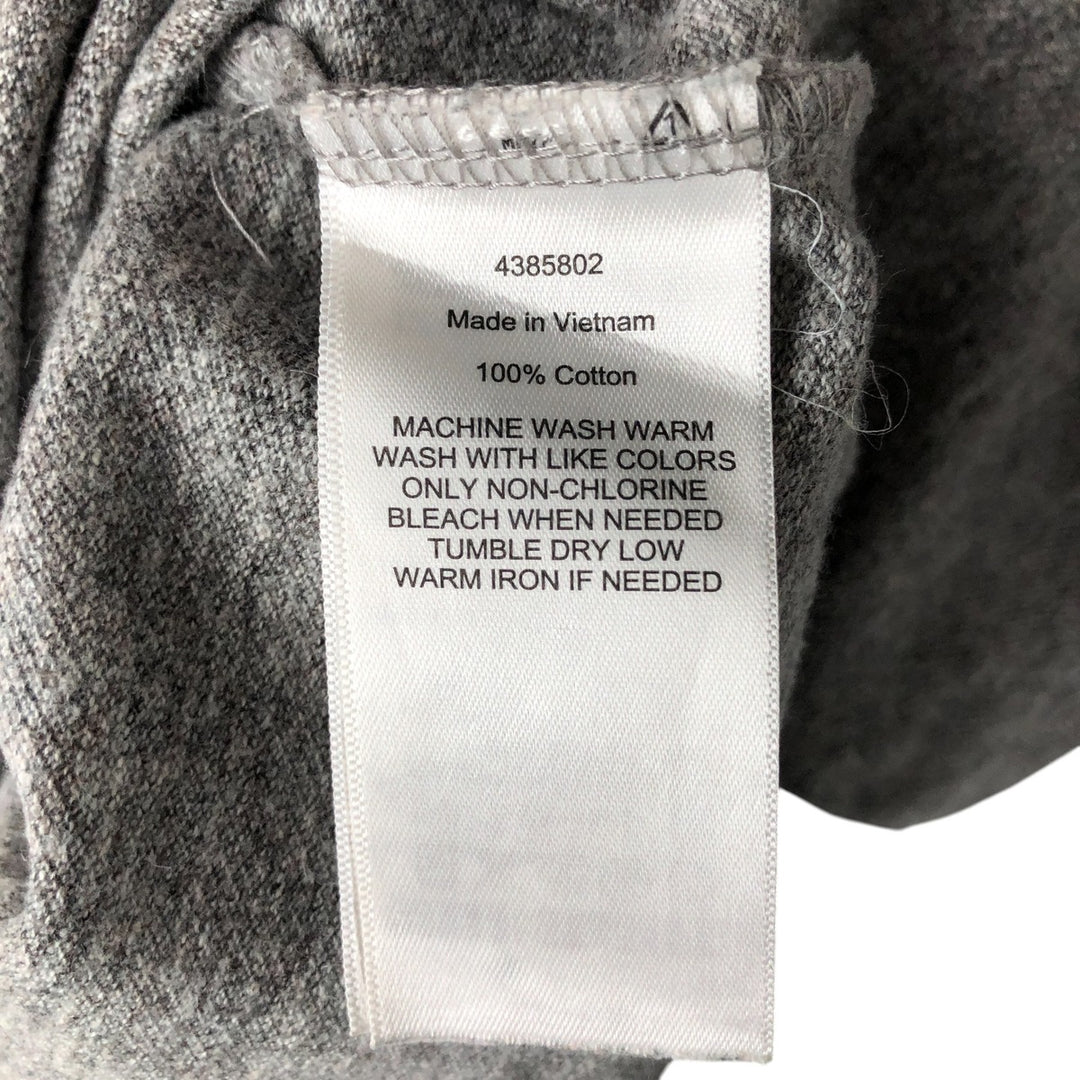 4385802
Made in Vietnam
100% Cotton
MACHINE WASH WARM
WASH WITH LIKE COLORS
ONLY NON-CHLORINE
BLEACH WHEN NEEDED
TUMBLE DRY LOW
WARM IRON IF NEEDED